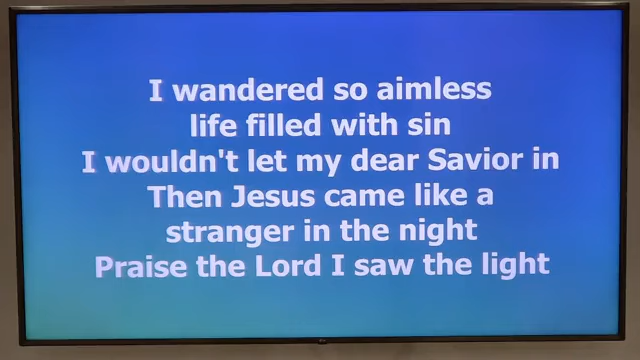 I wandered so aimless
life filled with sin
I wouldn't let my dear Savior in
Then Jesus came like a
stranger in the night
Praise the Lord I saw the light